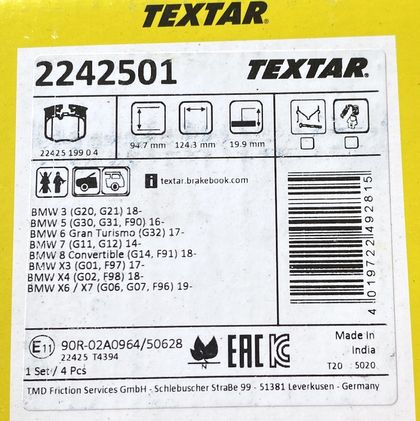 TEXTAR
2242501 TEXTAR®
22425 199 0 4 94.7 mm 124.3 mm 19.9 mm
i textar.brakebook.com
BMW 3 (G20, G21) 18-
BMW 5 (G30, G31, F90) 16-
BMW 6 Gran Turismo (G32) 17-
BMW 7 (G11, G12) 14-
BMW 8 Convertible (G14, F91) 18-
BMW X3 (G01, F97) 17-
BMW X4 (G02, F98) 18-
BMW X6 / X7 (G06, G07, F96) 19-
4 019722 492815
E11 90R-02A0964/50628
22425 T4394
N
EAC
KC
Made in
India
1 Set / 4 Pcs
T20 5020
TMD Friction Services GmbH - Schlebuscher Straße 99 - 51381 Leverkusen - Germany